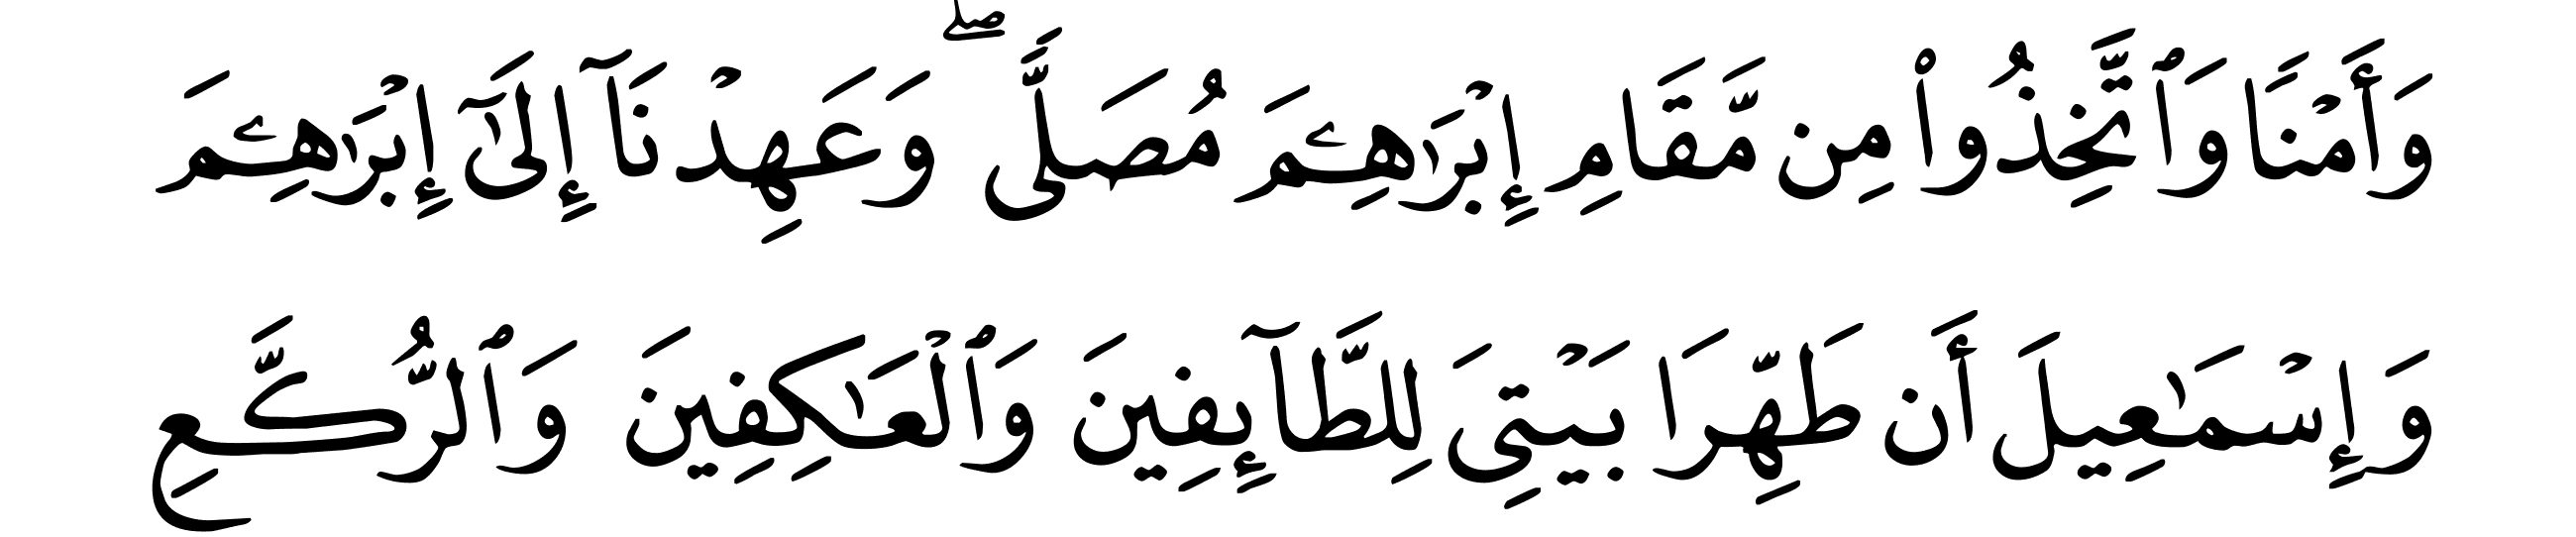 وَأَمۡنًا وَٱتَّخِذُواْ مِن مَّقَامِ إِبۡرَٰهِـۧمَ مُصَلًّىۖ وَعَهِدۡنَآ إِلَىٰٓ إِبۡرَٰهِـۧمَ
وَإِسۡمَٰعِيلَ أَن طَهِّرَا بَيۡتِىَ لِلطَّآئِفِينَ وَٱلۡعَٰكِفِينَ وَٱلرُّكَّعِ